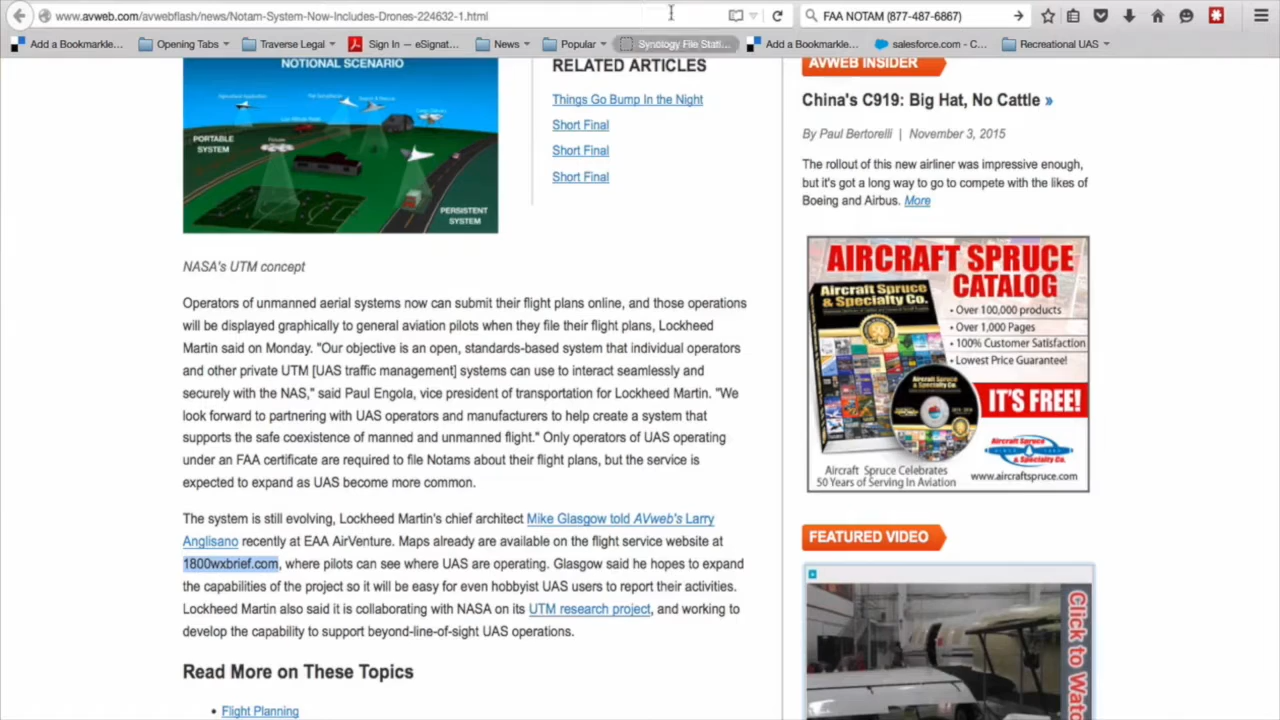 www.avweb.com/avwebflash/news/Notam-System-Now-Includes-Drones-224632-1.html
FAA NOTAM (877-487-6867)
Add a Bookmarkle...
Opening Tabs
Traverse Legal
Sign In — eSignat...
News
Popular
Synology File Stati...
Add a Bookmarkle...
salesforce.com - C...
Recreational UAS
NOTIONAL SCENARIO
PORTABLE
SYSTEM
PERSISTENT
SYSTEM
NASA's UTM concept
RELATED ARTICLES
Things Go Bump In the Night
Short Final
Short Final
Short Final
Operators of unmanned aerial systems now can submit their flight plans online, and those operations
will be displayed graphically to general aviation pilots when they file their flight plans, Lockheed
Martin said on Monday. "Our objective is an open, standards-based system that individual operators
and other private UTM [UAS traffic management] systems can use to interact seamlessly and
securely with the NAS," said Paul Engola, vice president of transportation for Lockheed Martin. "We
look forward to partnering with UAS operators and manufacturers to help create a system that
supports the safe coexistence of manned and unmanned flight." Only operators of UAS operating
under an FAA certificate are required to file Notams about their flight plans, but the service is
expected to expand as UAS become more common.
The system is still evolving, Lockheed Martin's chief architect Mike Glasgow told AVweb's Larry
Anglisano recently at EAA AirVenture. Maps already are available on the flight service website at
1800wxbrief.com, where pilots can see where UAS are operating. Glasgow said he hopes to expand
the capabilities of the project so it will be easy for even hobbyist UAS users to report their activities.
Lockheed Martin also said it is collaborating with NASA on its UTM research project, and working to
develop the capability to support beyond-line-of-sight UAS operations.
Read More on These Topics
• Flight Planning
AVWEB INSIDER
China's C919: Big Hat, No Cattle »
By Paul Bertorelli | November 3, 2015
The rollout of this new airliner was impressive enough,
but it's got a long way to go to compete with the likes of
Boeing and Airbus. More
AIRCRAFT SPRUCE
CATALOG
Aircraft Spruce
& Specialty Co.
• Over 100,000 products
• Over 1,000 Pages
• 100% Customer Satisfaction
• Lowest Price Guarantee!
IT'S FREE!
Aircraft Spruce
& Specialty Co.
Aircraft Spruce Celebrates
50 Years of Serving In Aviation
www.aircraftspruce.com
FEATURED VIDEO
Click to Watc